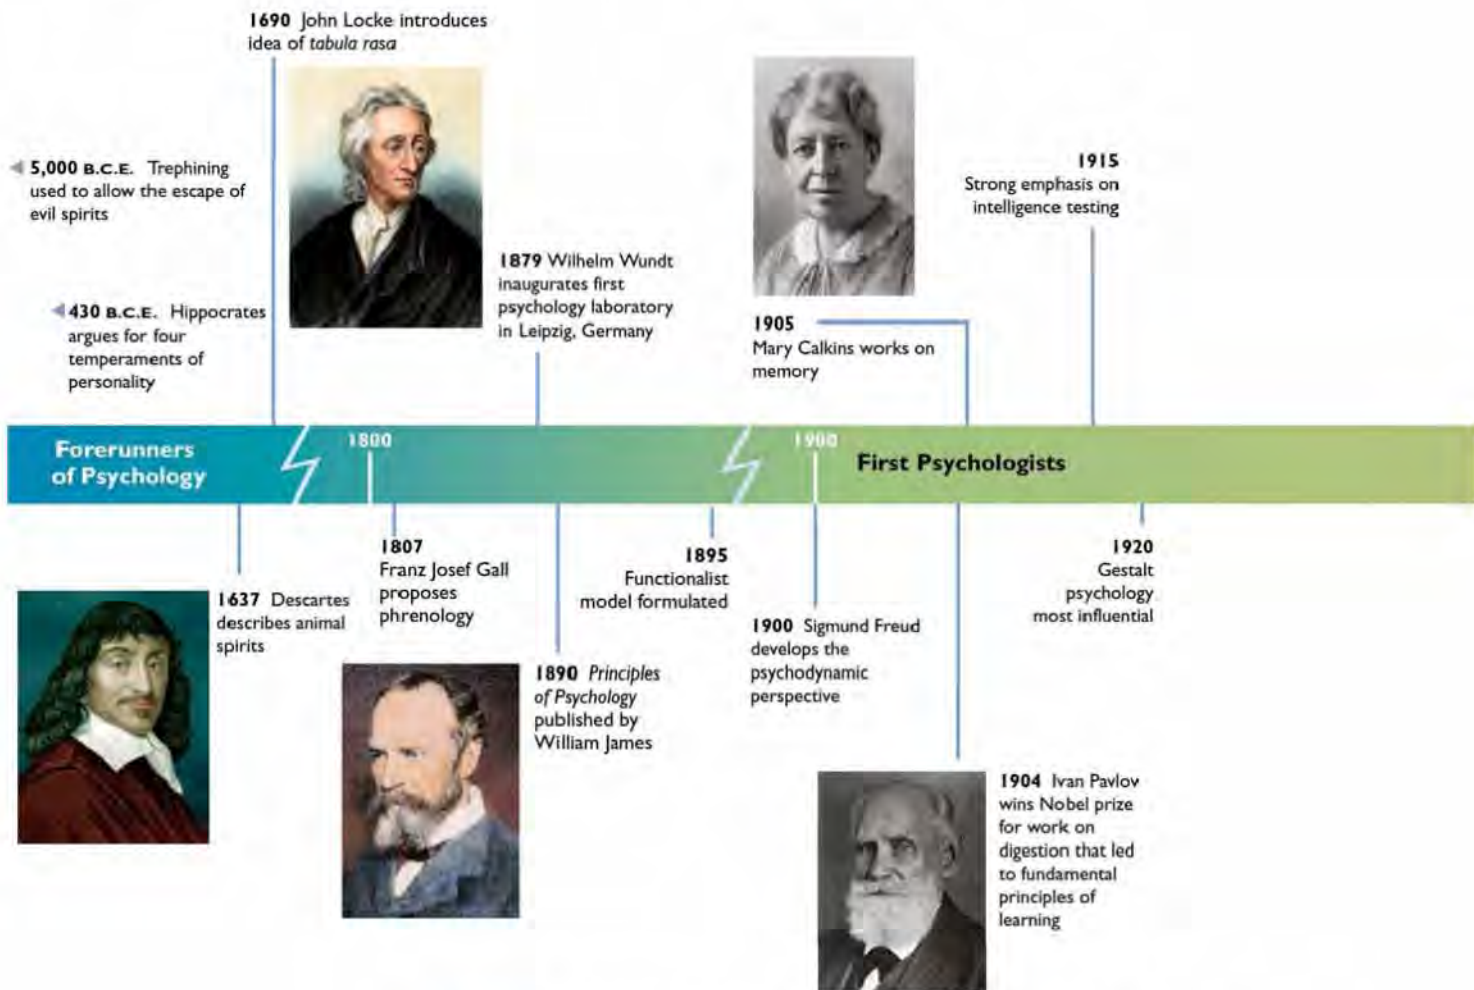 1690 John Locke introduces
idea of tabula rasa
5,000 B.C.E. Trephining
used to allow the escape of
evil spirits
430 B.C.E. Hippocrates
argues for four
temperaments of
personality
1879 Wilhelm Wundt
inaugurates first
psychology laboratory
in Leipzig, Germany
1905
Mary Calkins works on
memory
1915
Strong emphasis on
intelligence testing
Forerunners
of Psychology
1800
1900
First Psychologists
1637 Descartes
describes animal
spirits
1807
Franz Josef Gall
proposes
phrenology
1890 Principles
of Psychology
published by
William James
1895
Functionalist
model formulated
1900 Sigmund Freud
develops the
psychodynamic
perspective
1904 Ivan Pavlov
wins Nobel prize
for work on
digestion that led
to fundamental
principles of
learning
1920
Gestalt
psychology
most influential